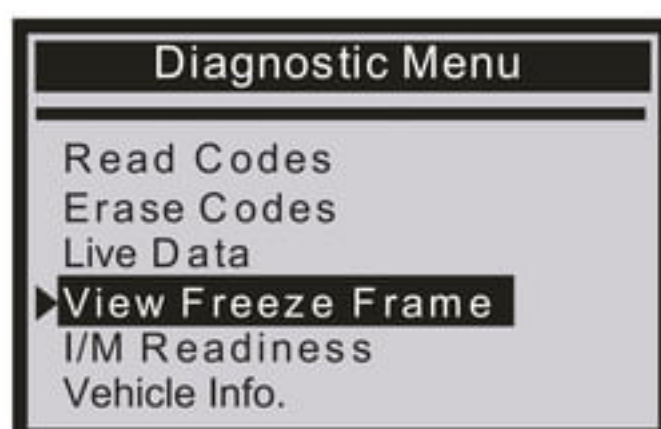 Diagnostic Menu
Read Codes
Erase Codes
Live Data
View Freeze Frame
I/M Readiness
Vehicle Info.